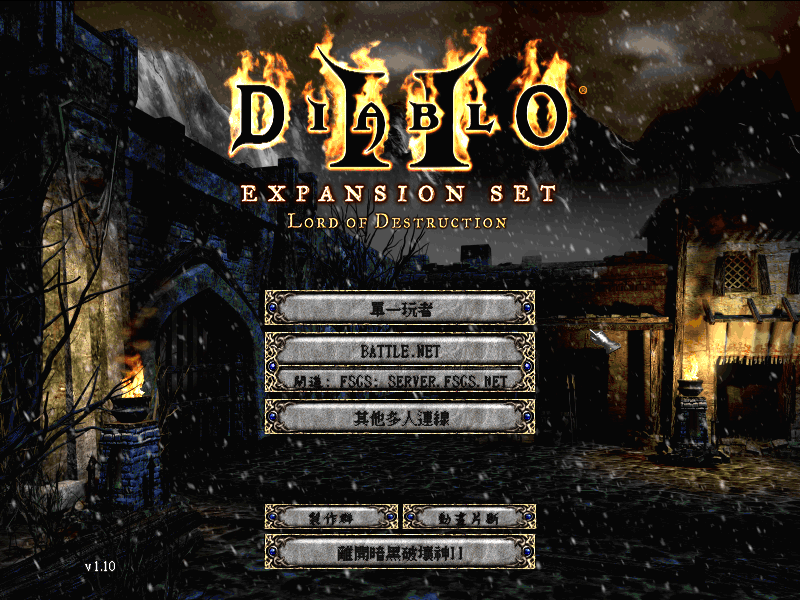 DIABLO II ®
EXPANSION SET
LORD OF DESTRUCTION
單一玩者
BATTLE.NET
閘道: FSGS: SERVER.FSGS.NET
其他多人連線
製作群 動畫片斷
離開暗黑破壞神II
v 1.10